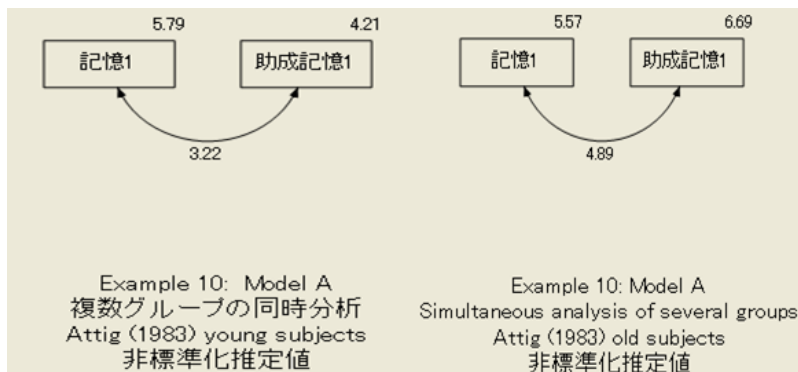 5.79
4.21
記憶1
助成記憶1
3.22
Example 10: Model A
複数グループの同時分析
Attig (1983) young subjects
非標準化推定値
5.57
6.69
記憶1
助成記憶1
4.89
Example 10: Model A
Simultaneous analysis of several groups
Attig (1983) old subjects
非標準化推定値